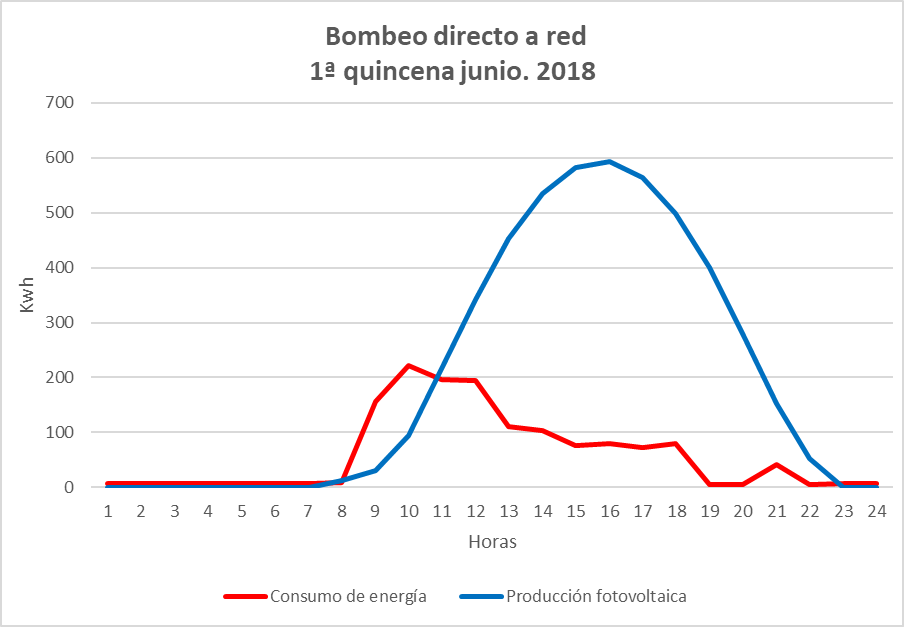 Bombeo directo a red
1ª quincena junio. 2018
700
600
500
400
300
200
100
0
Kwh
1 2 3 4 5 6 7 8 9 10 11 12 13 14 15 16 17 18 19 20 21 22 23 24
Horas
Consumo de energía Producción fotovoltaica